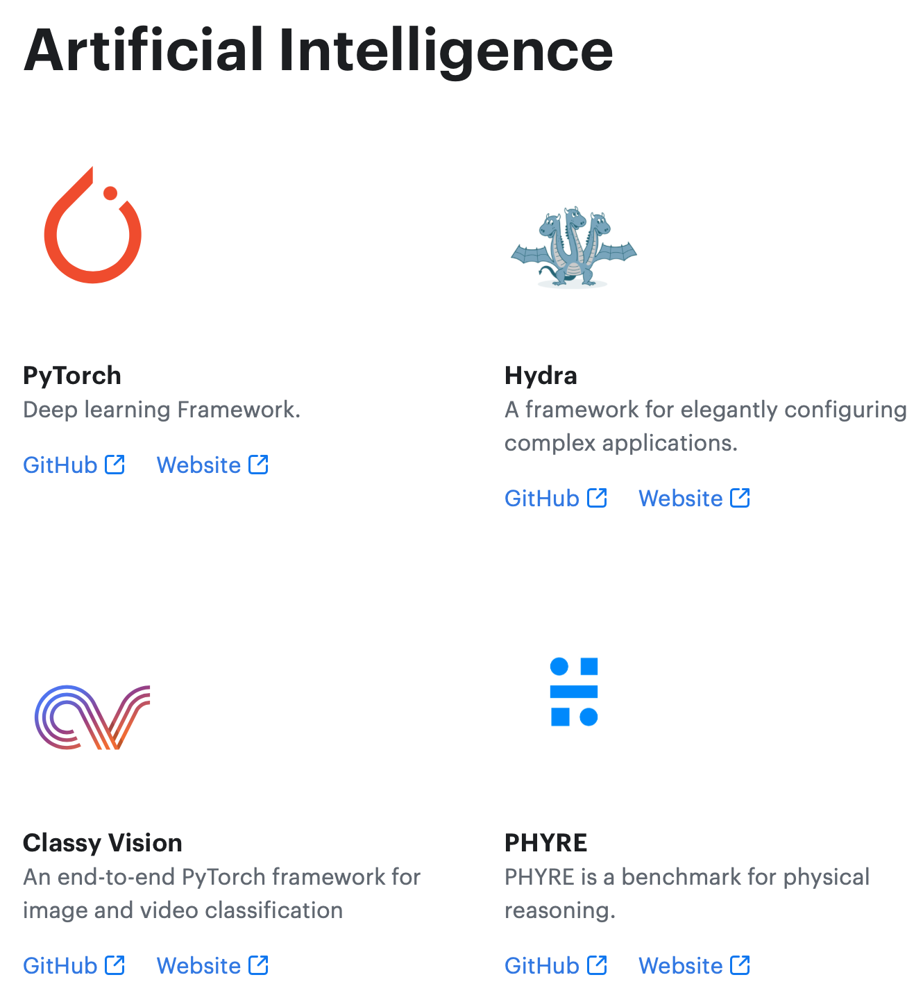 Artificial Intelligence
PyTorch
Deep learning Framework.
GitHub Website
Hydra
A framework for elegantly configuring
complex applications.
GitHub Website
Classy Vision
An end-to-end PyTorch framework for
image and video classification
GitHub Website
PHYRE
PHYRE is a benchmark for physical
reasoning.
GitHub Website